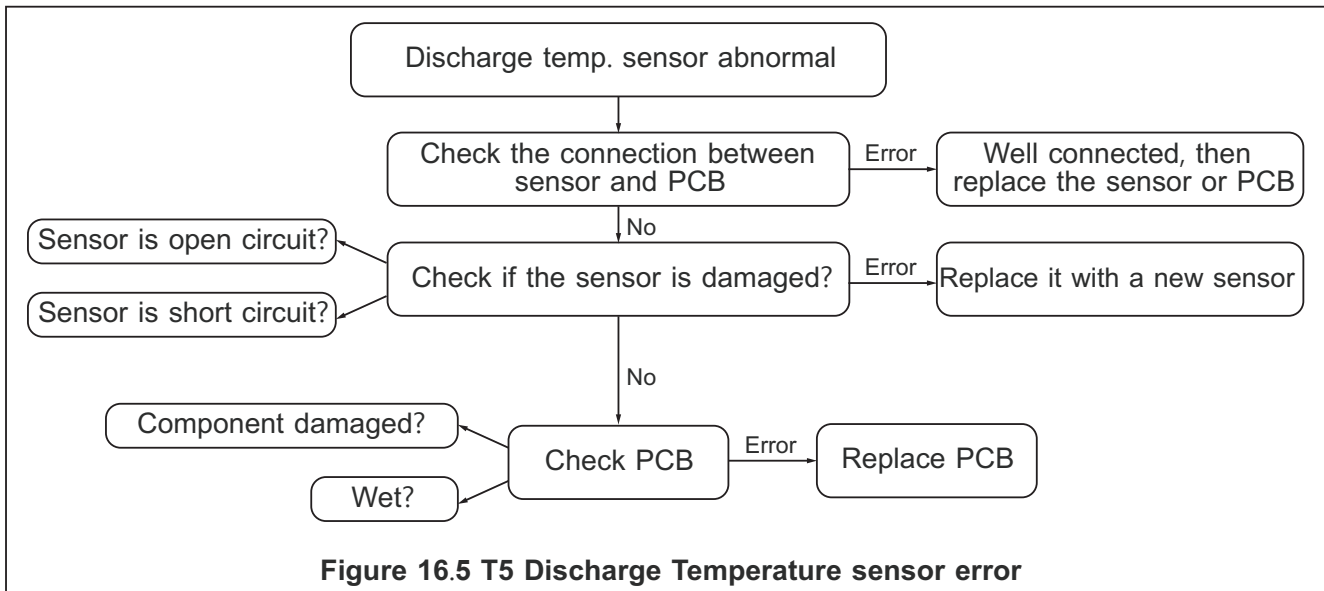 Discharge temp. sensor abnormal
Check the connection between
sensor and PCB
Error
Well connected, then
replace the sensor or PCB
No
Sensor is open circuit?
Check if the sensor is damaged?
Error
Replace it with a new sensor
Sensor is short circuit?
No
Component damaged?
Check PCB
Error
Replace PCB
Wet?
Figure 16.5 T5 Discharge Temperature sensor error